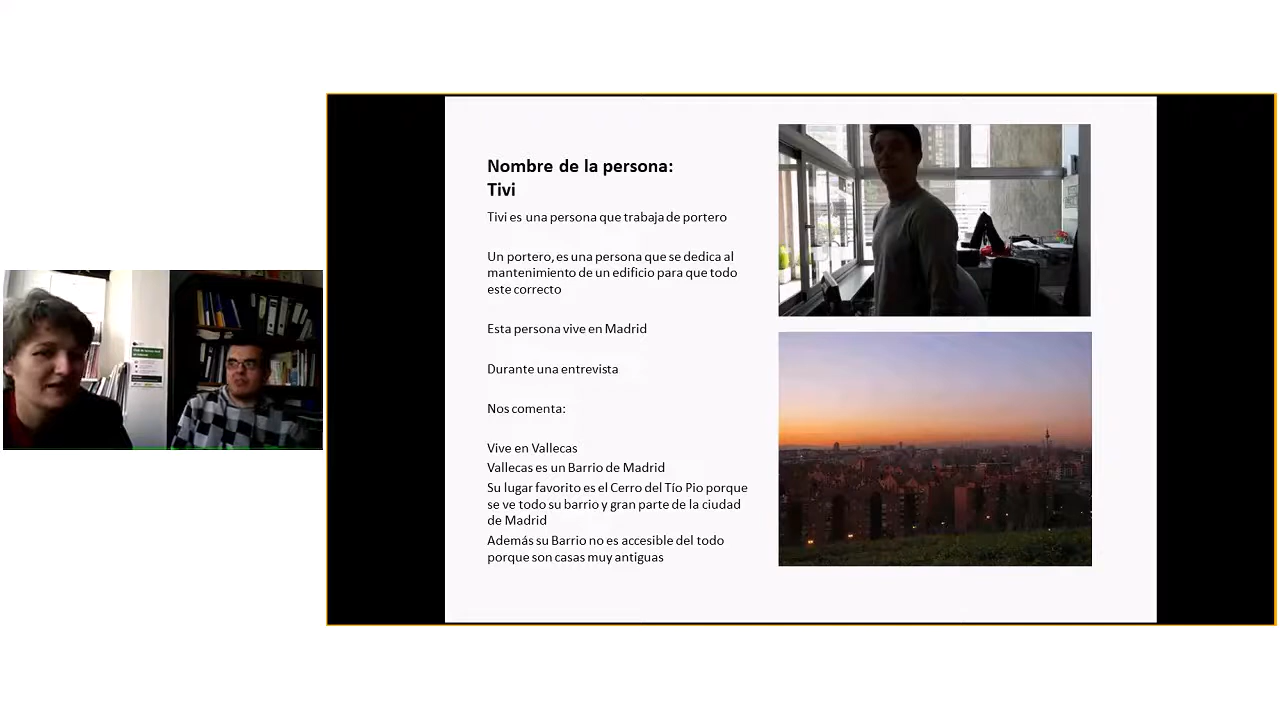 Nombre de la persona:
Tivi
Tivi es una persona que trabaja de portero
Un portero, es una persona que se dedica al
mantenimiento de un edificio para que todo
este correcto
Esta persona vive en Madrid
Durante una entrevista
Nos comenta:
Vive en Vallecas
Vallecas es un Barrio de Madrid
Su lugar favorito es el Cerro del Tío Pio porque
se ve todo su barrio y gran parte de la ciudad
de Madrid
Además su Barrio no es accesible del todo
porque son casas muy antiguas